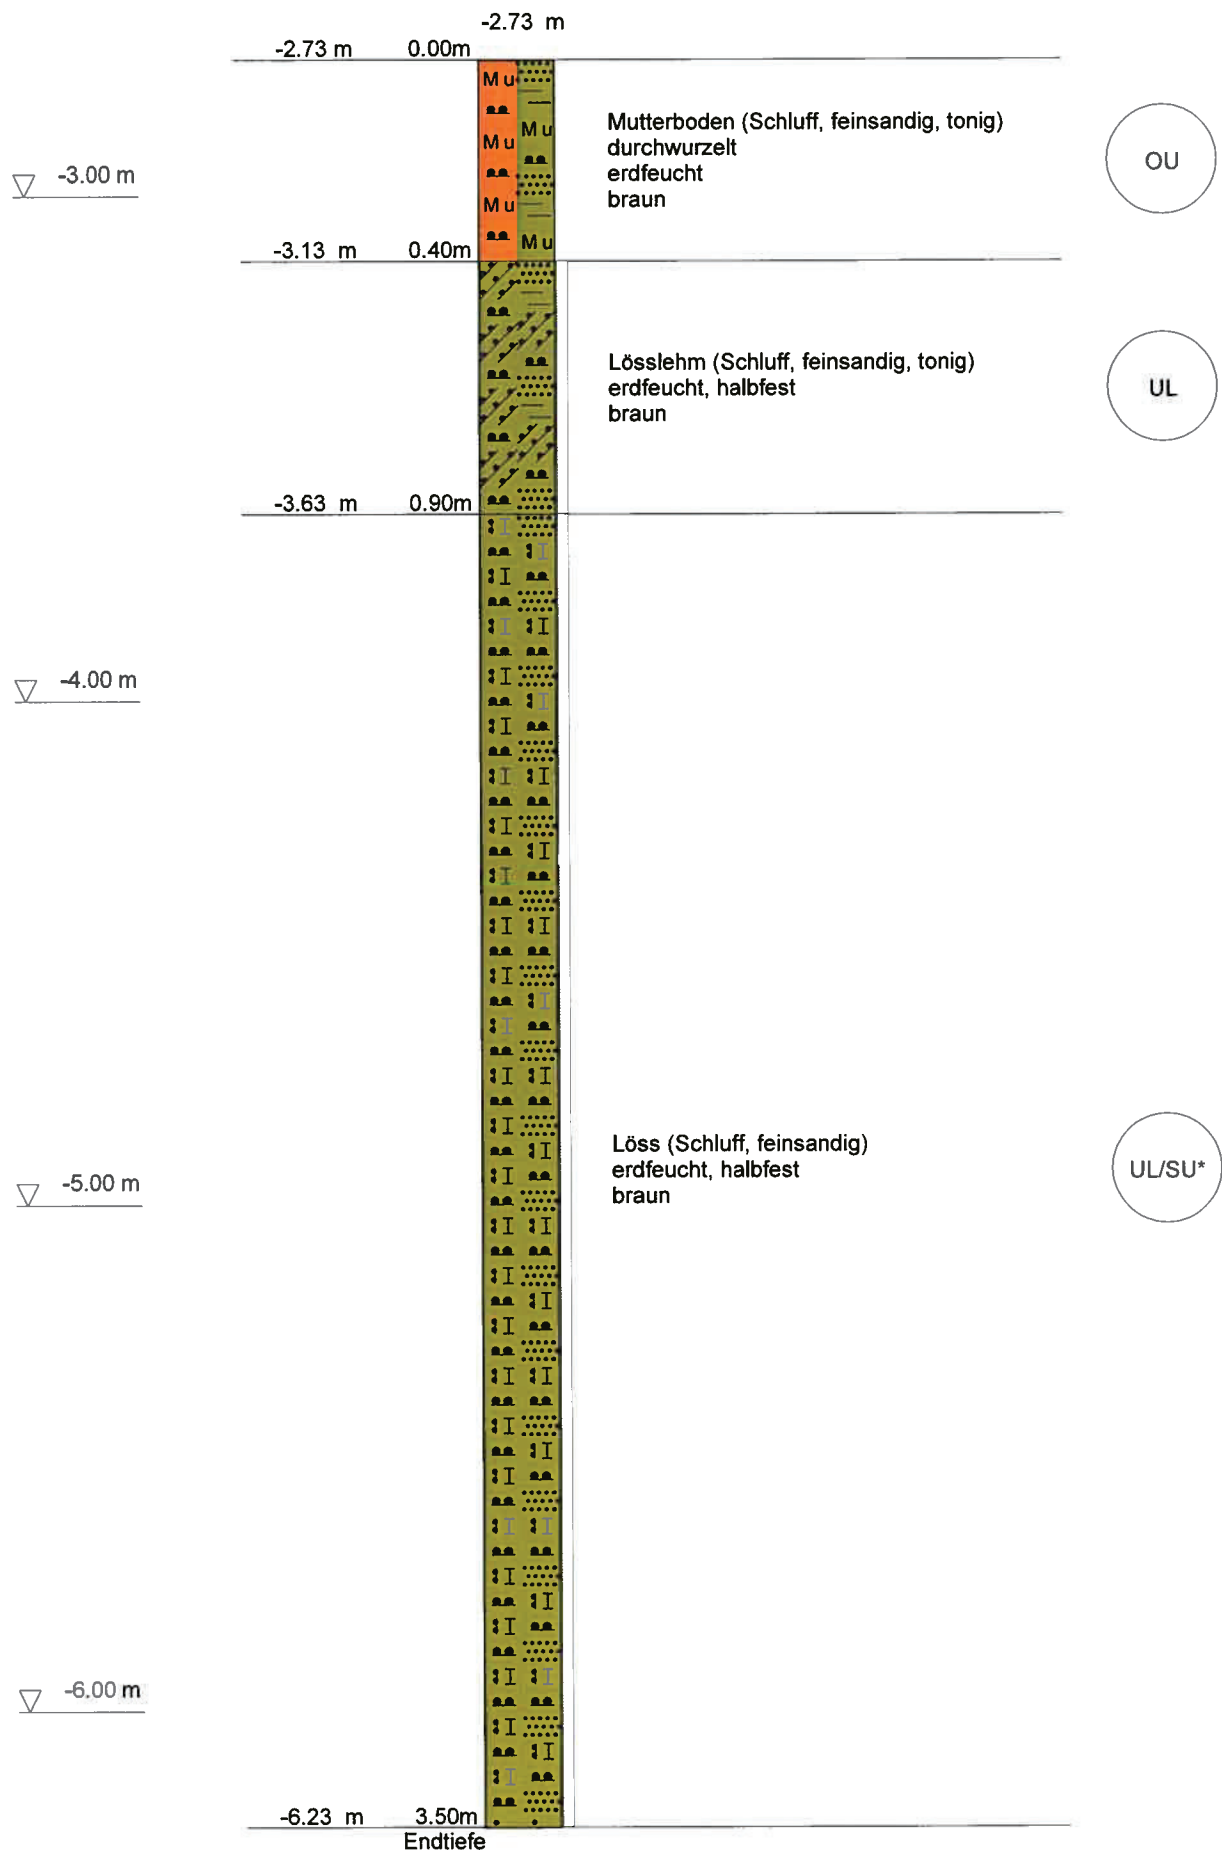 -2.73 m
-2.73 m 0.00m
Mu
Mu
Mu
Mu
Mu
Mutterboden (Schluff, feinsandig, tonig)
durchwurzelt
erdfeucht
braun
OU
-3.00 m
-3.13 m 0.40m
Lösslehm (Schluff, feinsandig, tonig)
erdfeucht, halbfest
braun
UL
-3.63 m 0.90m
-4.00 m
Löss (Schluff, feinsandig)
erdfeucht, halbfest
braun
UL/SU*
-5.00 m
-6.00 m
-6.23 m 3.50m
Endtiefe